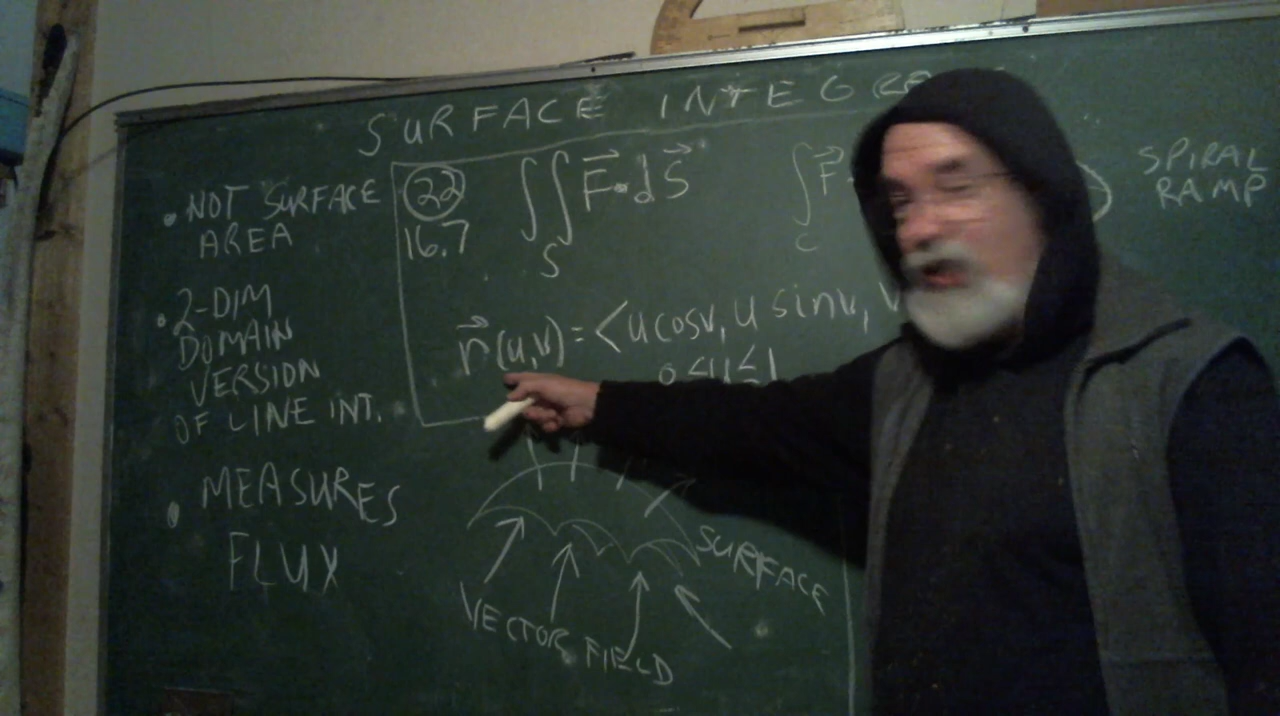 SURFACE INTEGR
• NOT SURFACE
AREA
• 2-DIM
DOMAIN
VERSION
OF LINE INT.
• MEASURES
FLUX
22
16.7
∬ F⃗·dS⃗
S
∫ F⃗·
C
SPIRAL
RAMP
r⃗(u,v) = <u cos v, u sin v, v
0≤u≤1
SURFACE
VECTOR FIELD